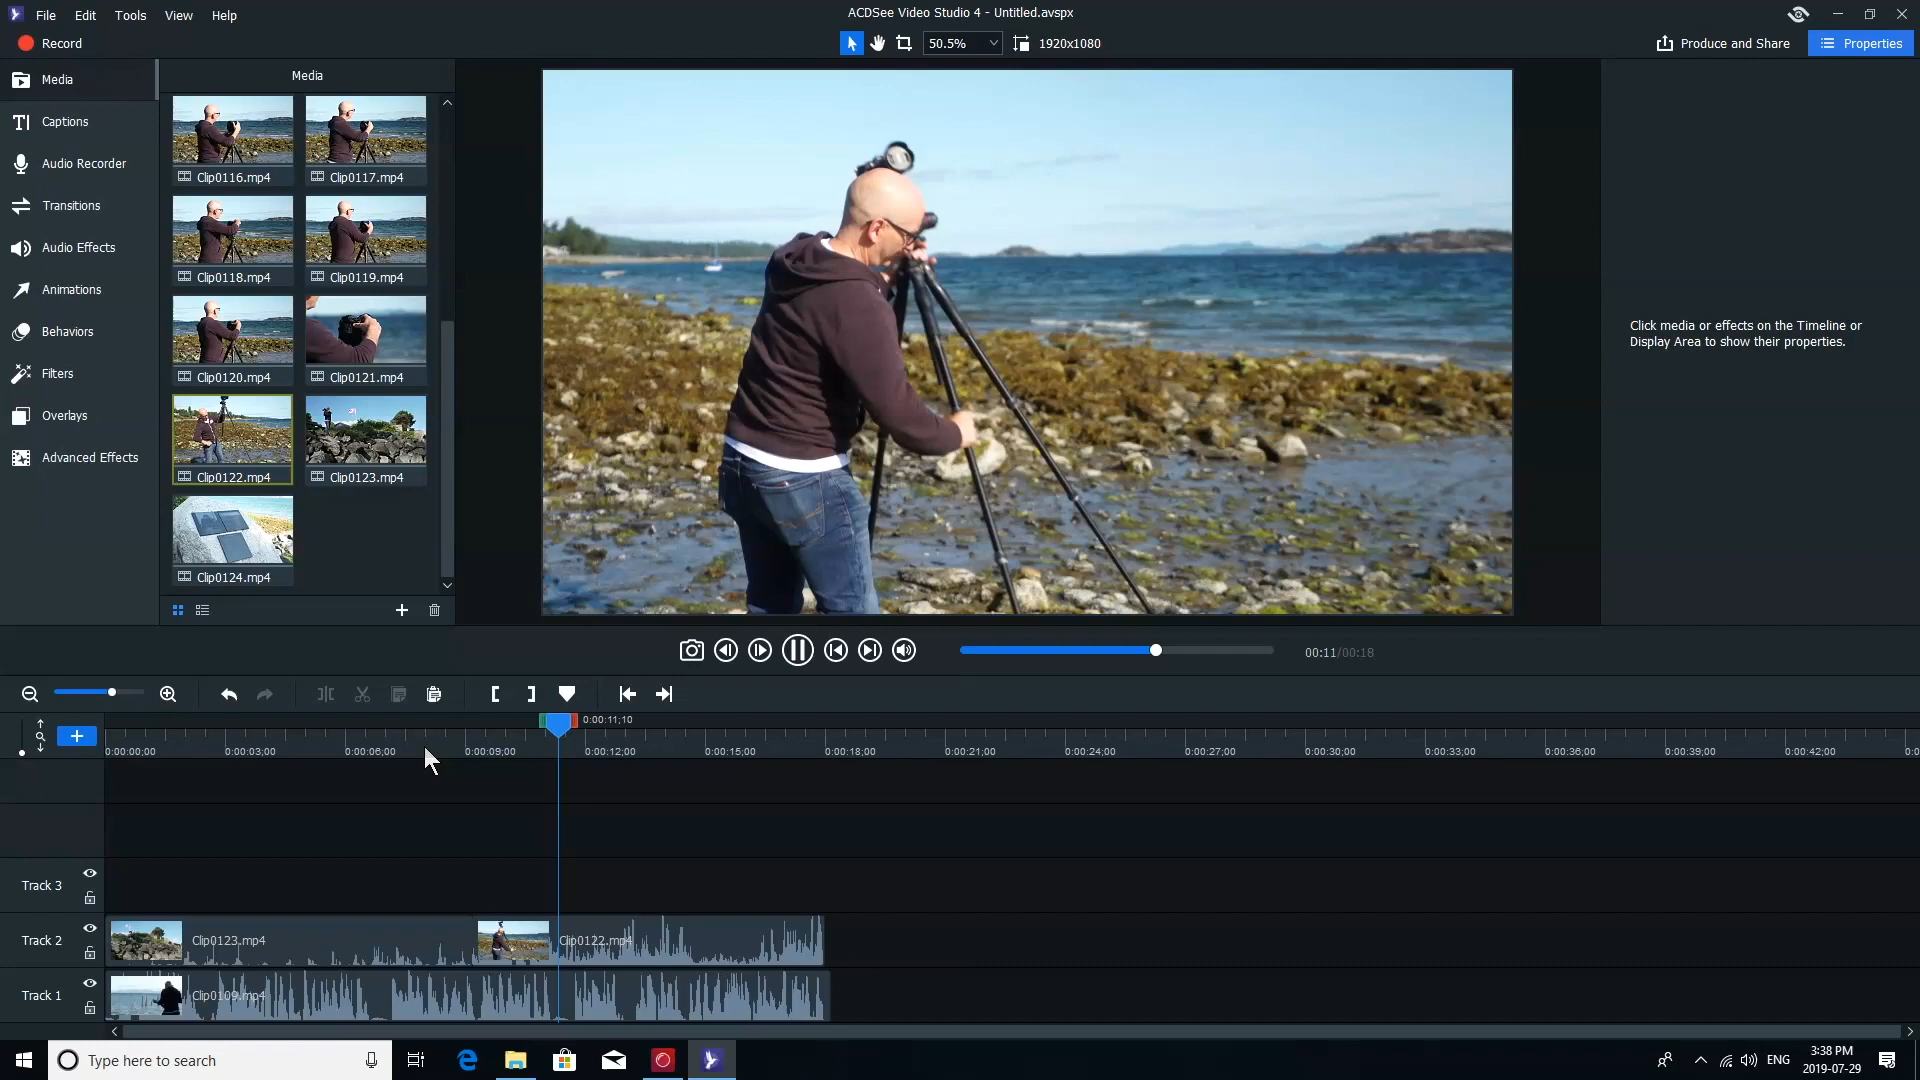 File Edit Tools View Help
ACDSee Video Studio 4 - Untitled.avspx
Record
50.5%
1920x1080
Produce and Share
Properties
Media
Captions
Audio Recorder
Transitions
Audio Effects
Animations
Behaviors
Filters
Overlays
Advanced Effects
Media
Clip0116.mp4 Clip0117.mp4
Clip0118.mp4 Clip0119.mp4
Clip0120.mp4 Clip0121.mp4
Clip0122.mp4 Clip0123.mp4
Clip0124.mp4
Click media or effects on the Timeline or
Display Area to show their properties.
00:11/00:18
0:00:11;10
0:00:00;00 0:00:03;00 0:00:06;00 0:00:09;00 0:00:12;00 0:00:15;00 0:00:18;00 0:00:21;00 0:00:24;00 0:00:27;00 0:00:30;00 0:00:33;00 0:00:36;00 0:00:39;00 0:00:42;00 0:0
Track 3
Track 2 Clip0123.mp4 Clip0122.mp4
Track 1 Clip0109.mp4
Type here to search
ENG
3:38 PM
2019-07-29